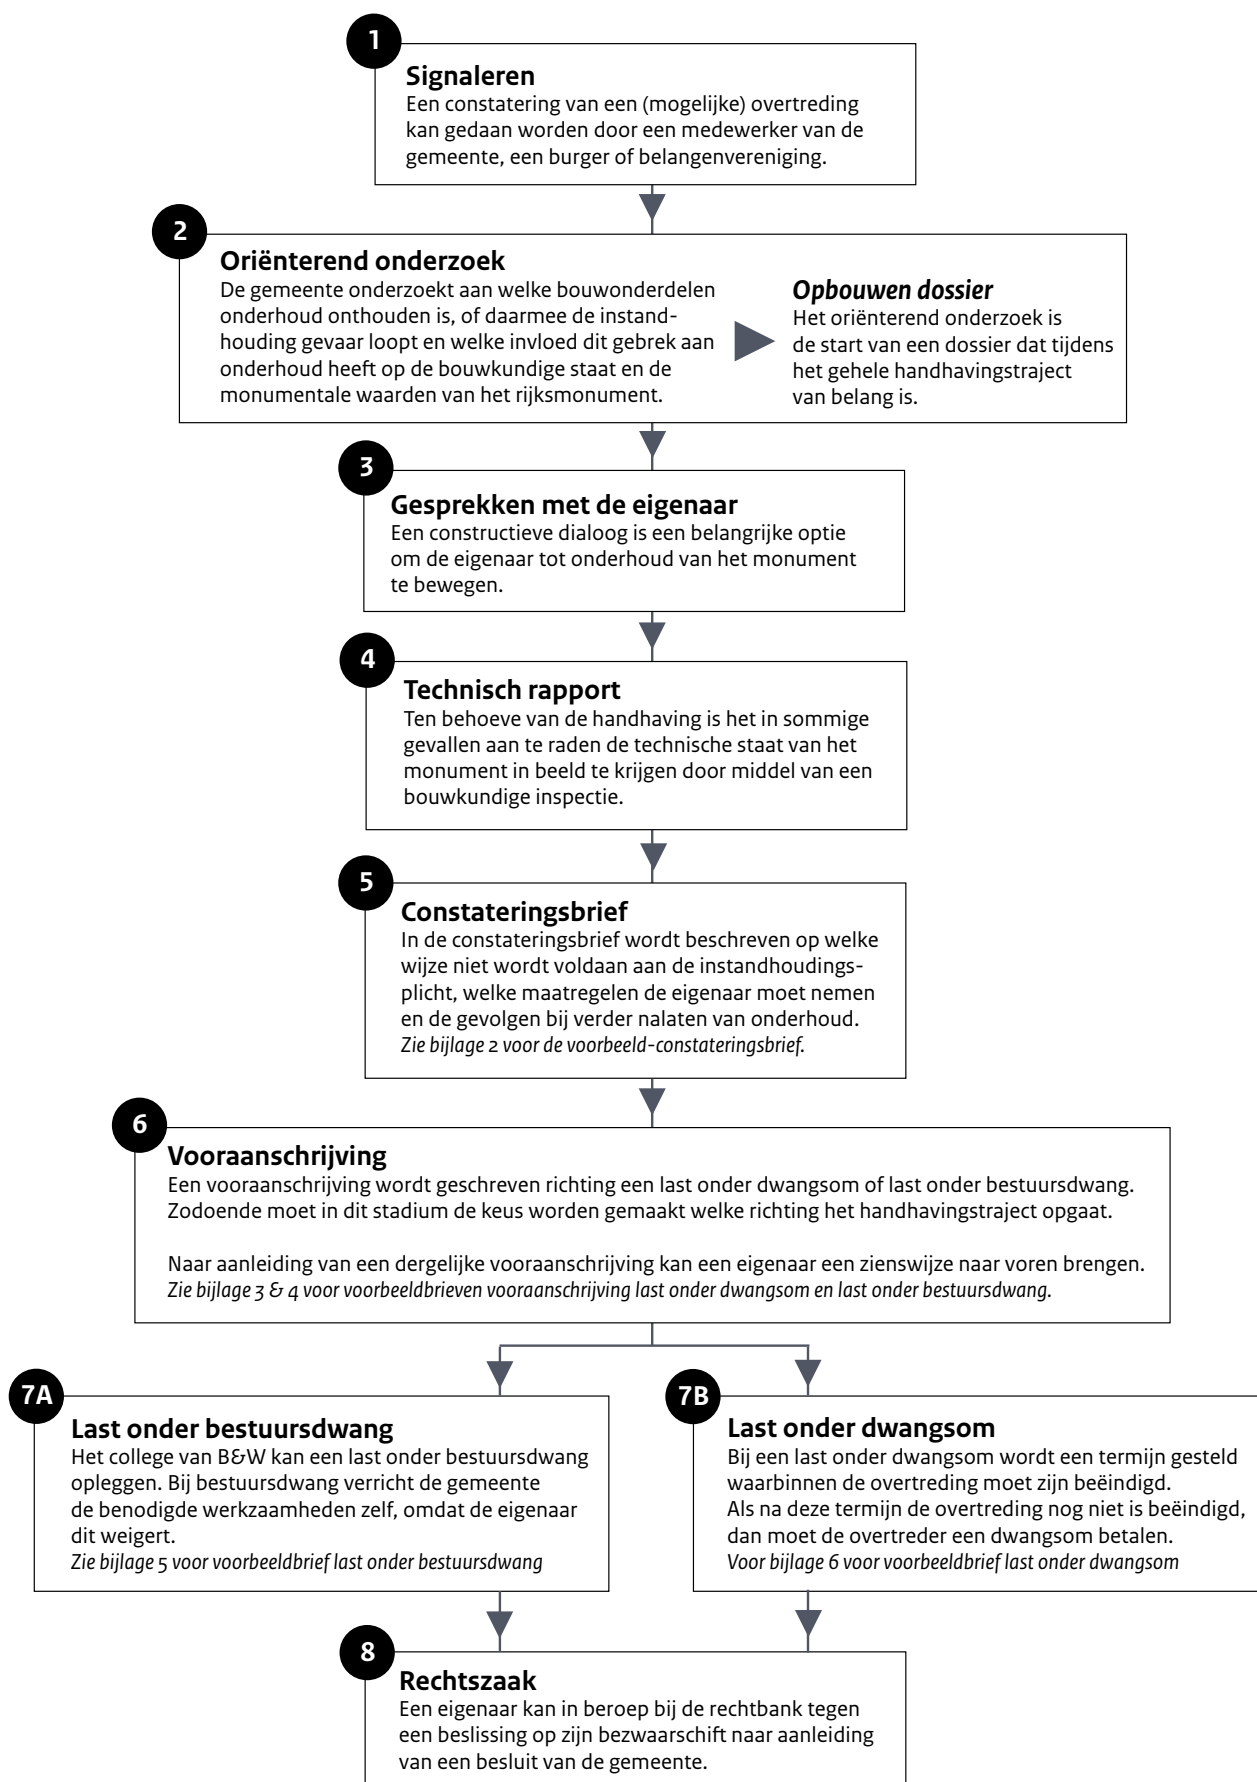 1
Signaleren
Een constatering van een (mogelijke) overtreding
kan gedaan worden door een medewerker van de
gemeente, een burger of belangenvereniging.
2
Oriënterend onderzoek
De gemeente onderzoekt aan welke bouwonderdelen
onderhoud onthouden is, of daarmee de instand-
houding gevaar loopt en welke invloed dit gebrek aan
onderhoud heeft op de bouwkundige staat en de
monumentale waarden van het rijksmonument.
Opbouwen dossier
Het oriënterend onderzoek is
de start van een dossier dat tijdens
het gehele handhavingstraject
van belang is.
3
Gesprekken met de eigenaar
Een constructieve dialoog is een belangrijke optie
om de eigenaar tot onderhoud van het monument
te bewegen.
4
Technisch rapport
Ten behoeve van de handhaving is het in sommige
gevallen aan te raden de technische staat van het
monument in beeld te krijgen door middel van een
bouwkundige inspectie.
5
Constateringsbrief
In de constateringsbrief wordt beschreven op welke
wijze niet wordt voldaan aan de instandhoudings-
plicht, welke maatregelen de eigenaar moet nemen
en de gevolgen bij verder nalaten van onderhoud.
Zie bijlage 2 voor de voorbeeld-constateringsbrief.
6
Vooraanschrijving
Een vooraanschrijving wordt geschreven richting een last onder dwangsom of last onder bestuursdwang.
Zodoende moet in dit stadium de keus worden gemaakt welke richting het handhavingstraject opgaat.
Naar aanleiding van een dergelijke vooraanschrijving kan een eigenaar een zienswijze naar voren brengen.
Zie bijlage 3 & 4 voor voorbeeldbrieven vooraanschrijving last onder dwangsom en last onder bestuursdwang.
7A
Last onder bestuursdwang
Het college van B&W kan een last onder bestuursdwang
opleggen. Bij bestuursdwang verricht de gemeente
de benodigde werkzaamheden zelf, omdat de eigenaar
dit weigert.
Zie bijlage 5 voor voorbeeldbrief last onder bestuursdwang
7B
Last onder dwangsom
Bij een last onder dwangsom wordt een termijn gesteld
waarbinnen de overtreding moet zijn beëindigd.
Als na deze termijn de overtreding nog niet is beëindigd,
dan moet de overtreder een dwangsom betalen.
Voor bijlage 6 voor voorbeeldbrief last onder dwangsom
8
Rechtszaak
Een eigenaar kan in beroep bij de rechtbank tegen
een beslissing op zijn bezwaarschift naar aanleiding
van een besluit van de gemeente.